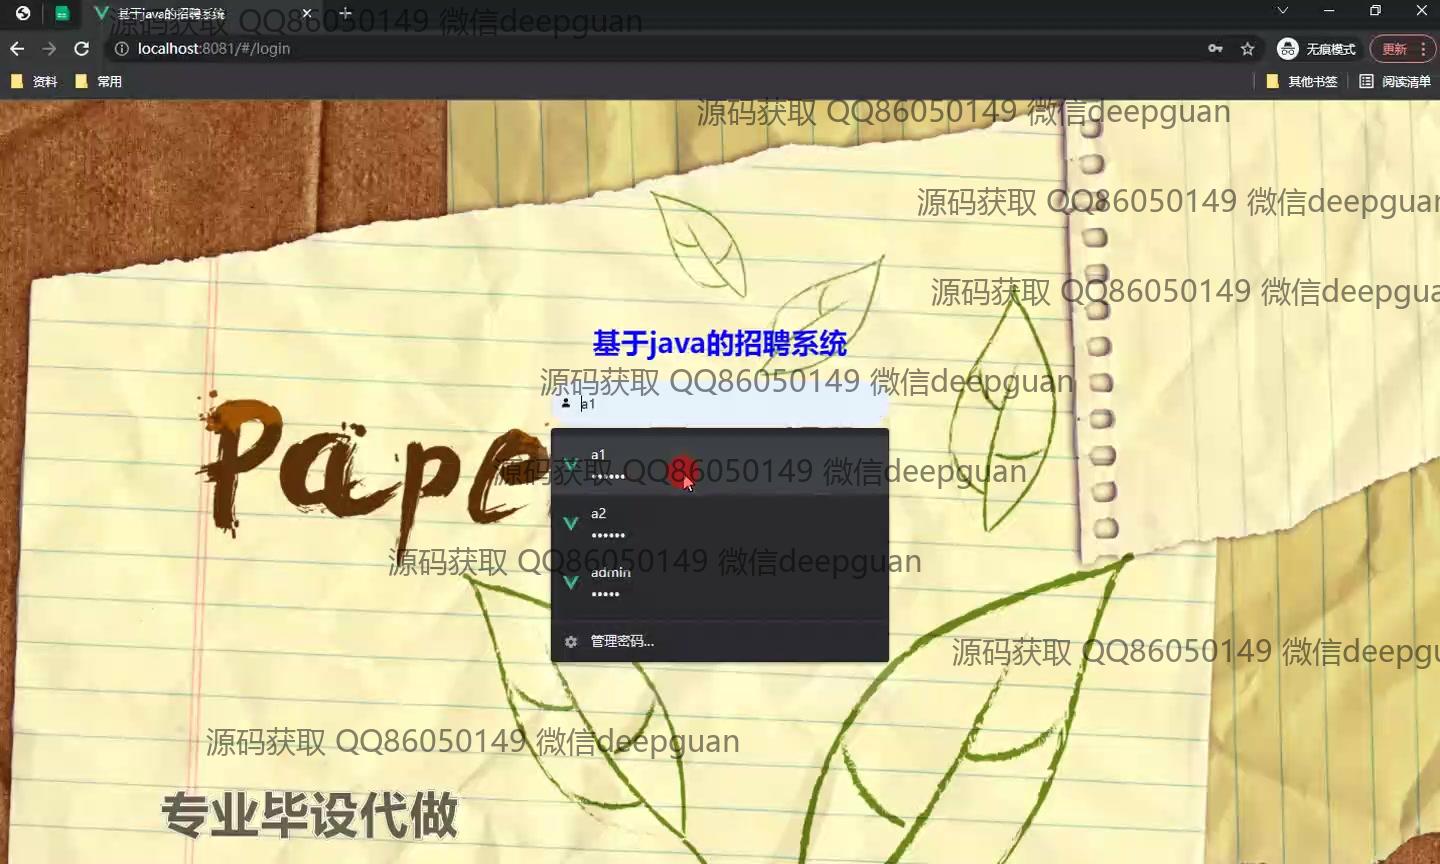 基于java的招聘系统
源码获取 QQ86050149 微信deepguan
localhost:8081/#/login
无痕模式
更新
资料
常用
其他书签
阅读清单
源码获取 QQ86050149 微信deepguan
源码获取 QQ86050149 微信deepguan
源码获取 QQ86050149 微信deepgua
基于java的招聘系统
源码获取 QQ86050149 微信deepguan
a1
Pape
a1
••••••
源码获取 QQ86050149 微信deepguan
a2
••••••
源码获取 QQ86050149 微信deepguan
admin
•••••
管理密码...
源码获取 QQ86050149 微信deepgu
源码获取 QQ86050149 微信deepguan
专业毕设代做